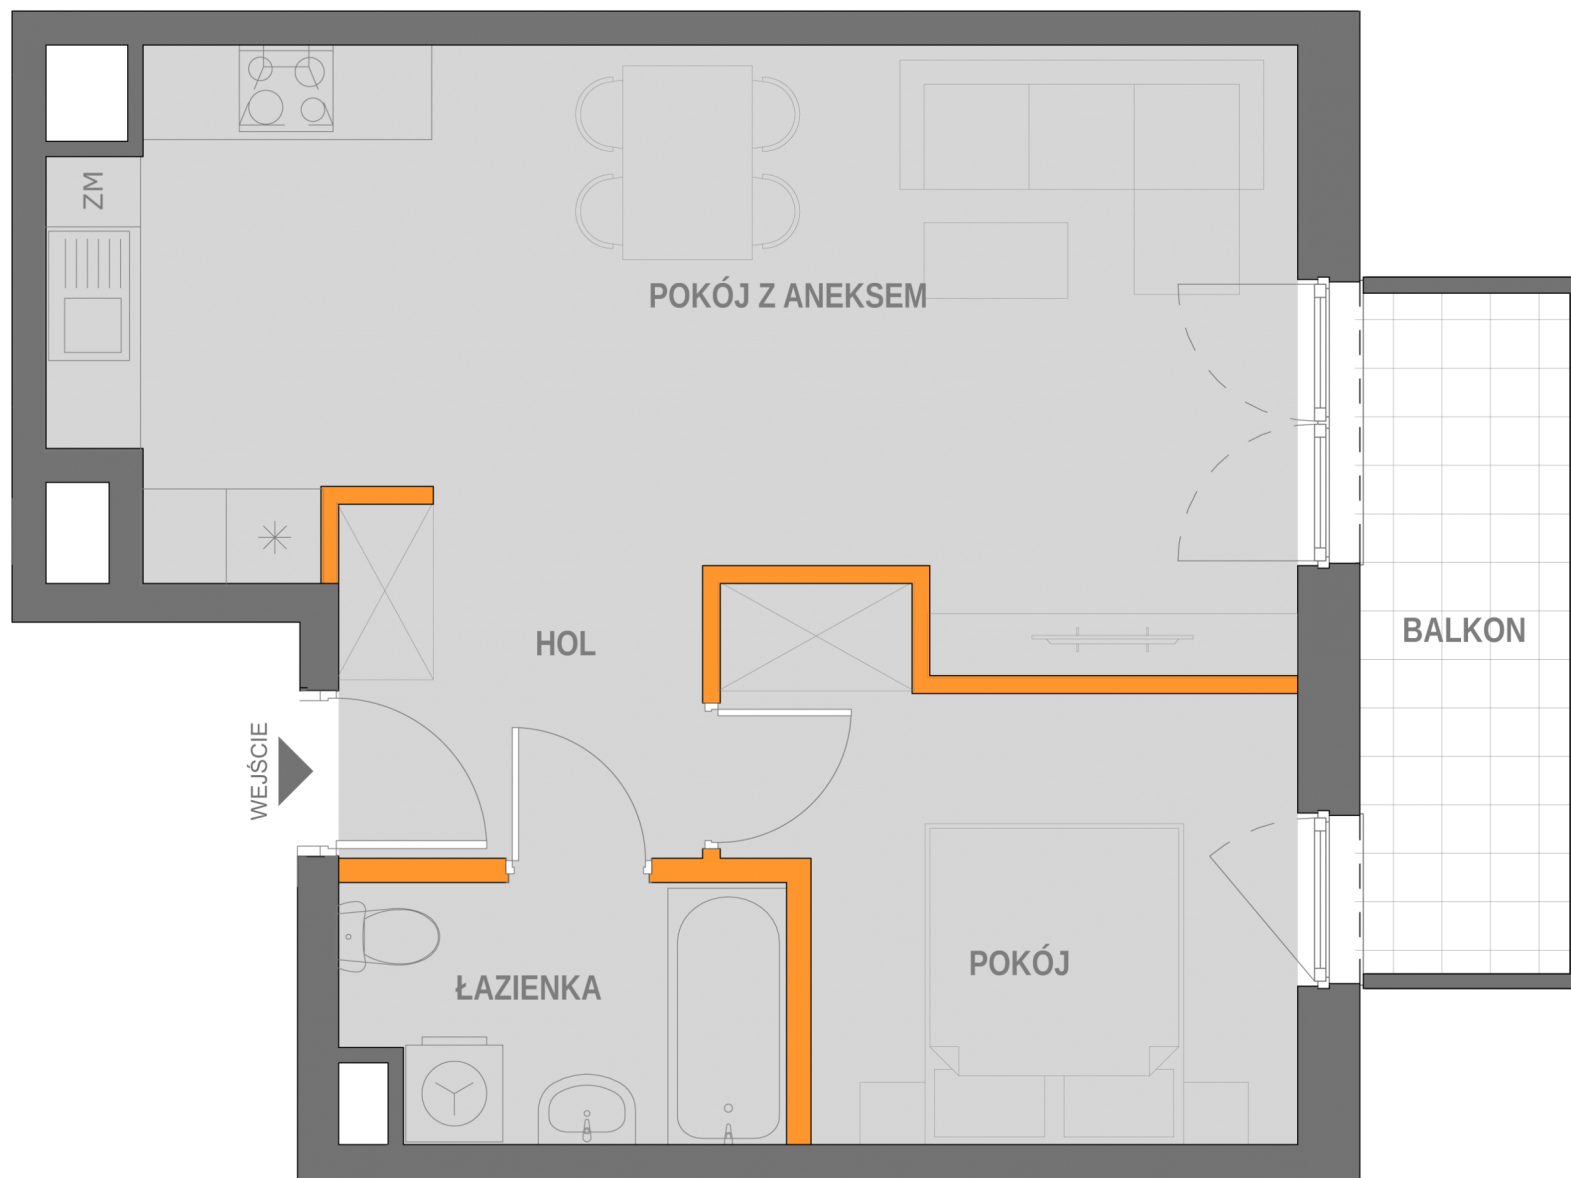 ZM
POKÓJ Z ANEKSEM
HOL
BALKON
WEJŚCIE
POKÓJ
ŁAZIENKA